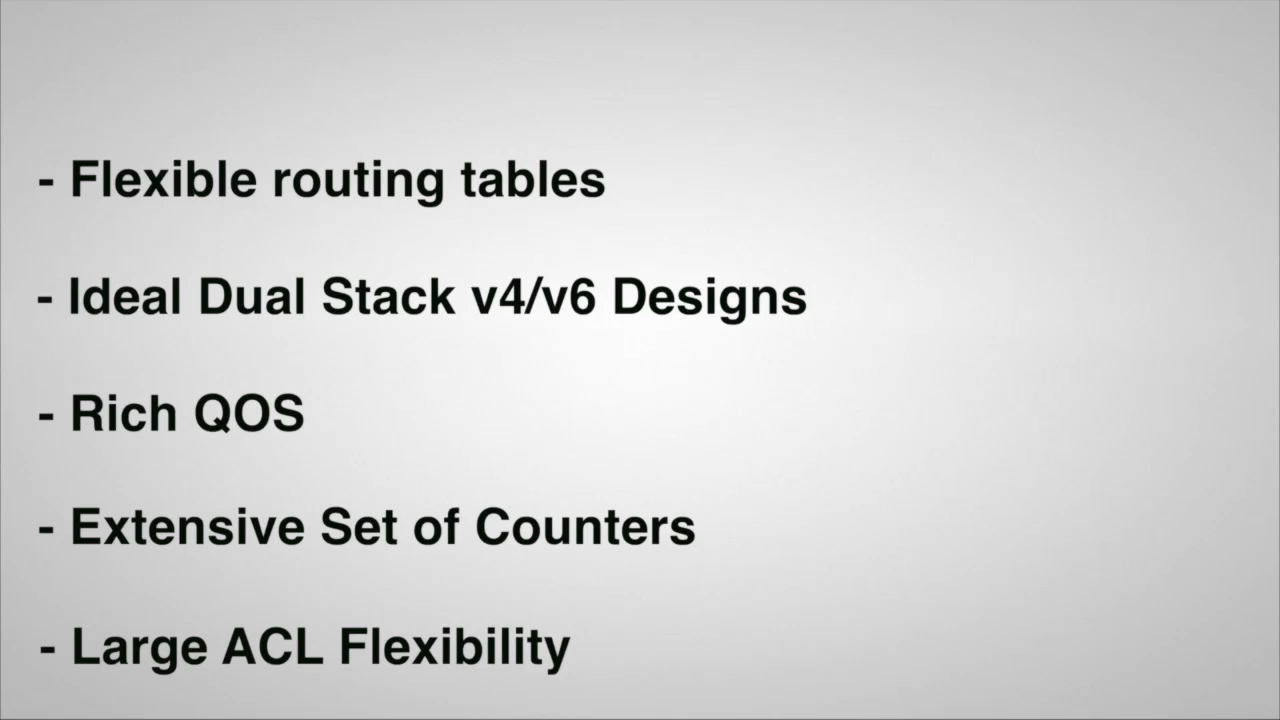 - Flexible routing tables
- Ideal Dual Stack v4/v6 Designs
- Rich QOS
- Extensive Set of Counters
- Large ACL Flexibility